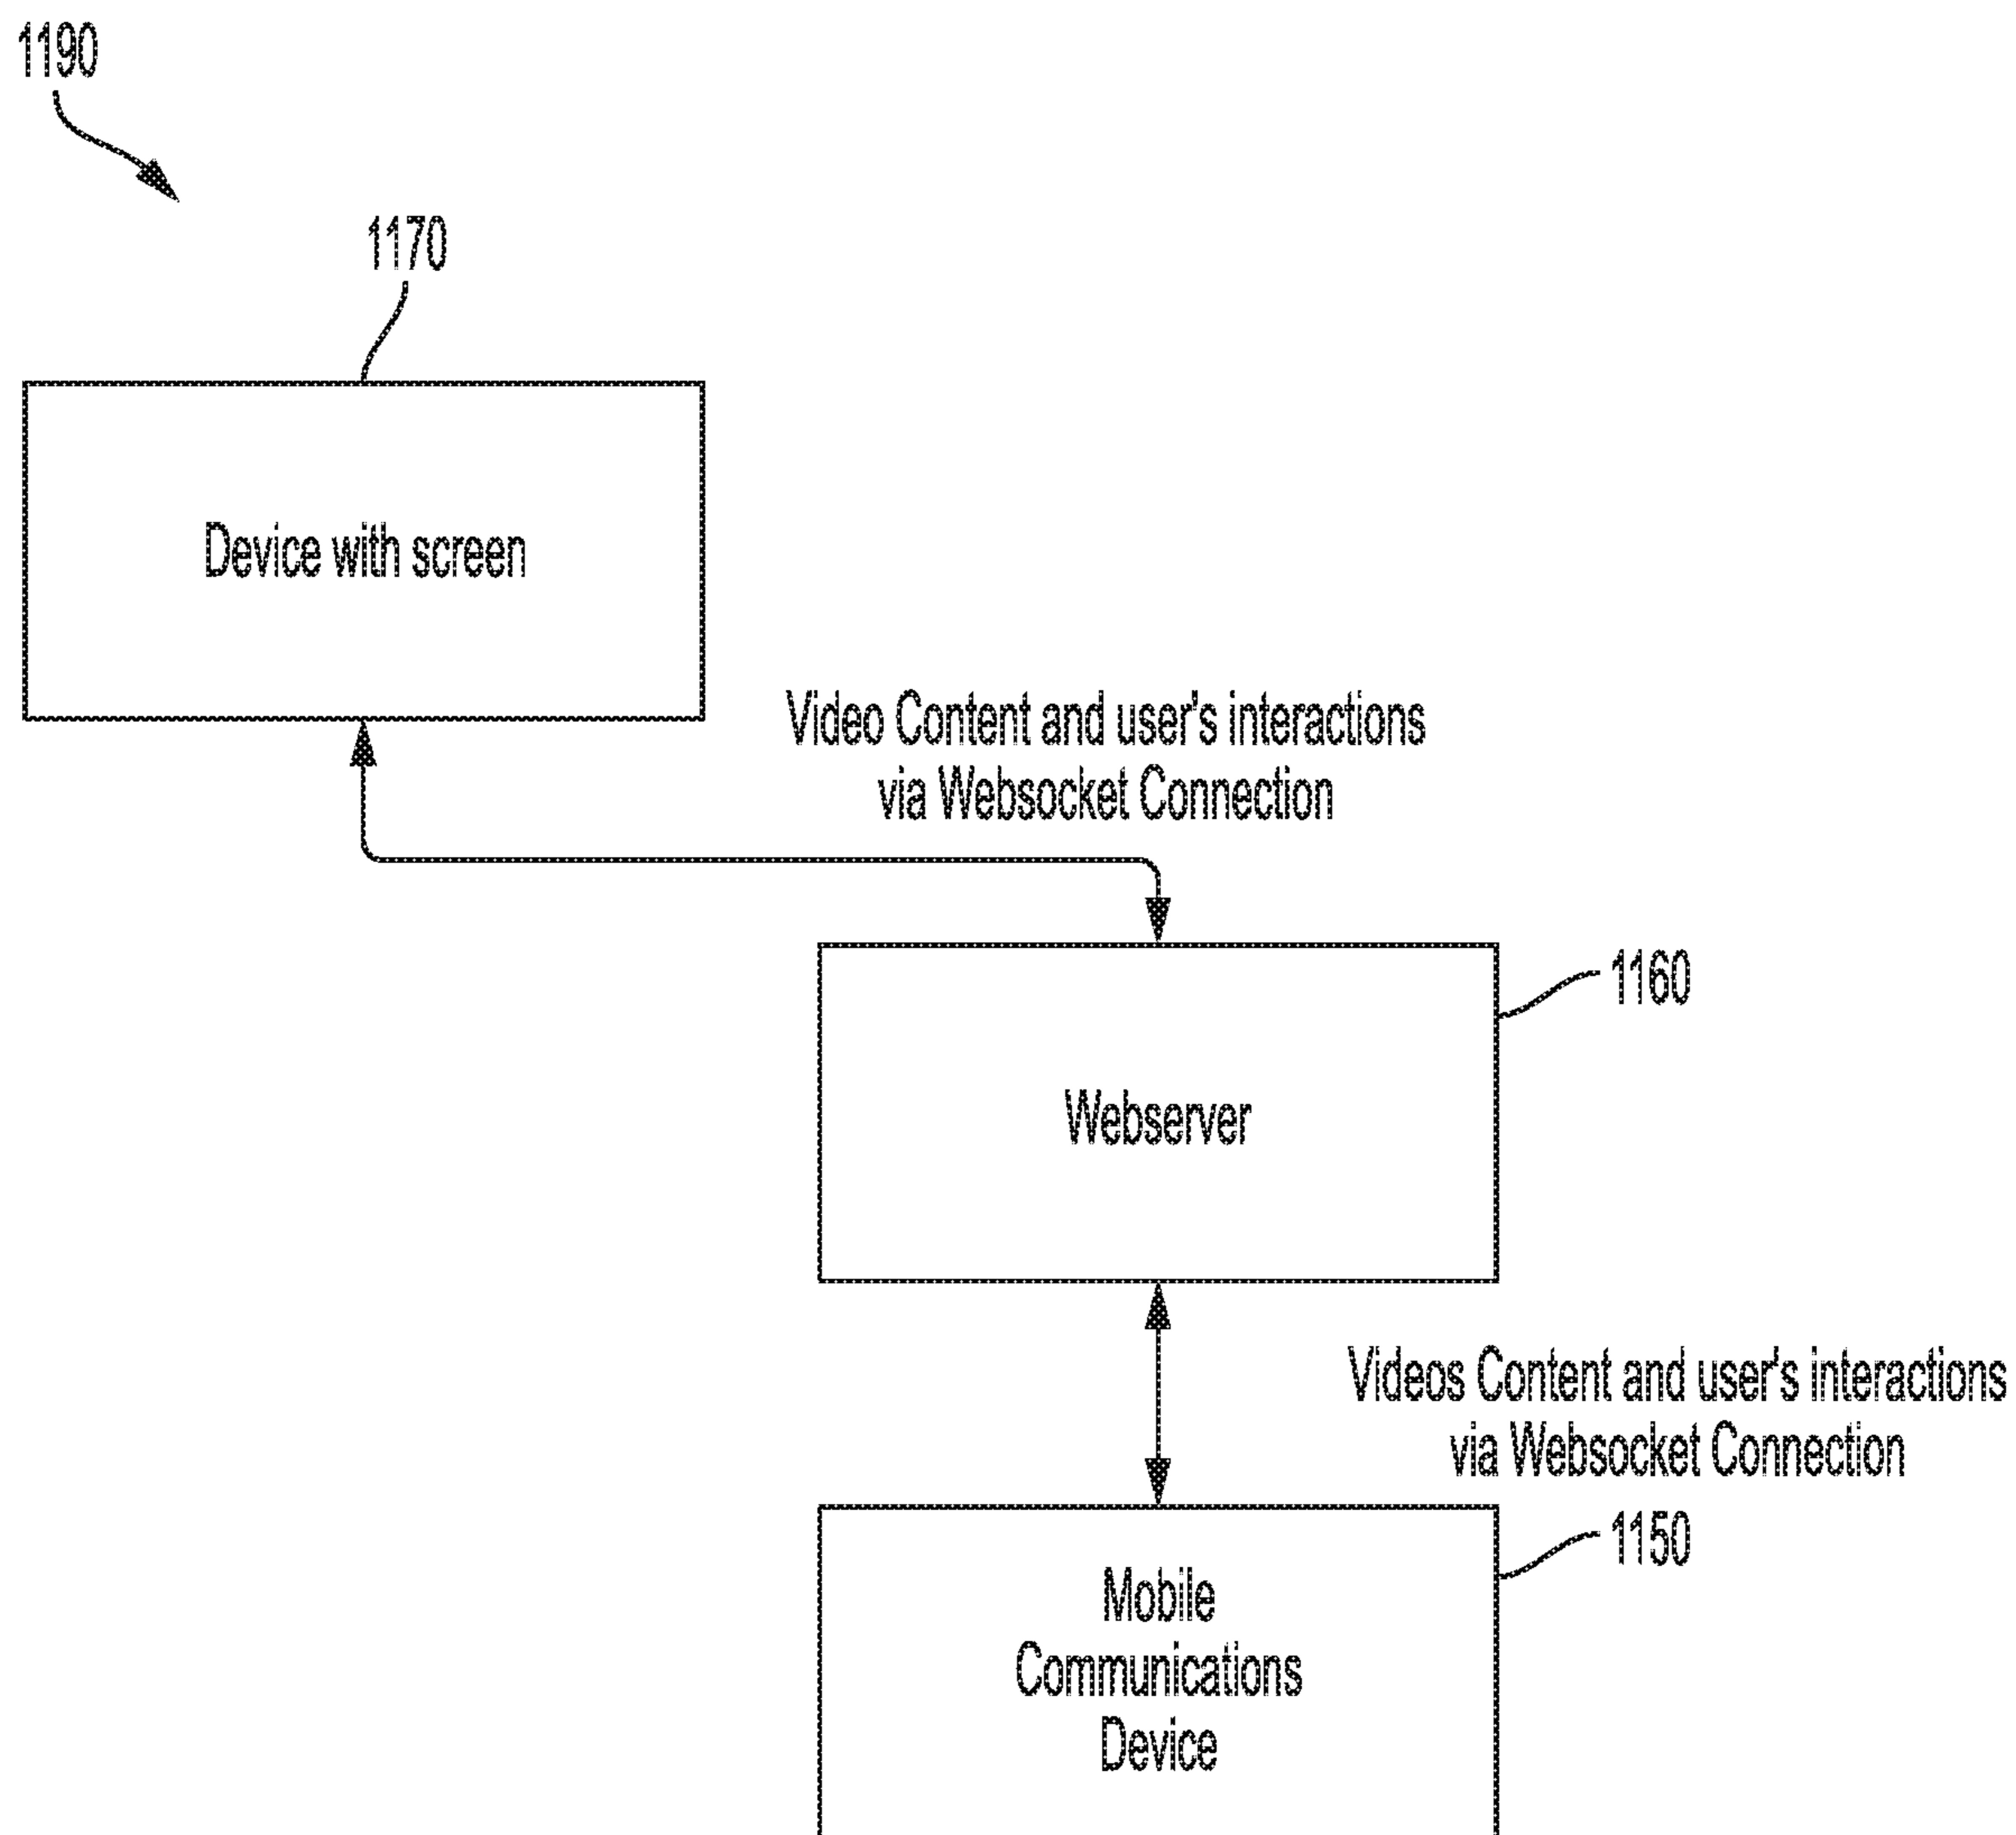 1190
1170
Device with screen
Video Content and user's interactions
via Websocket Connection
1160
Webserver
Videos Content and user's interactions
via Websocket Connection
1150
Mobile
Communications
Device